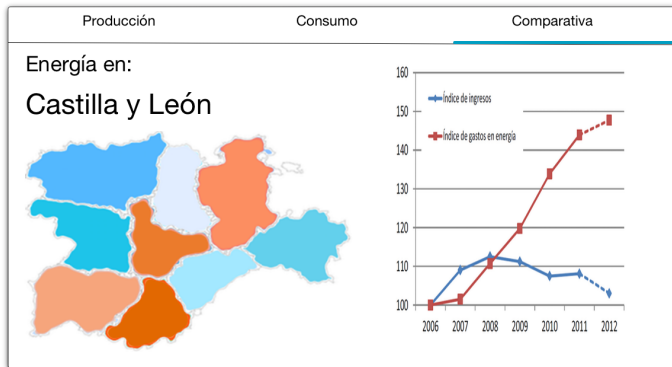 Producción
Consumo
Comparativa
Energía en:
Castilla y León
160
150
140
130
120
110
100
Índice de ingresos
Índice de gastos en energía
2006
2007
2008
2009
2010
2011
2012